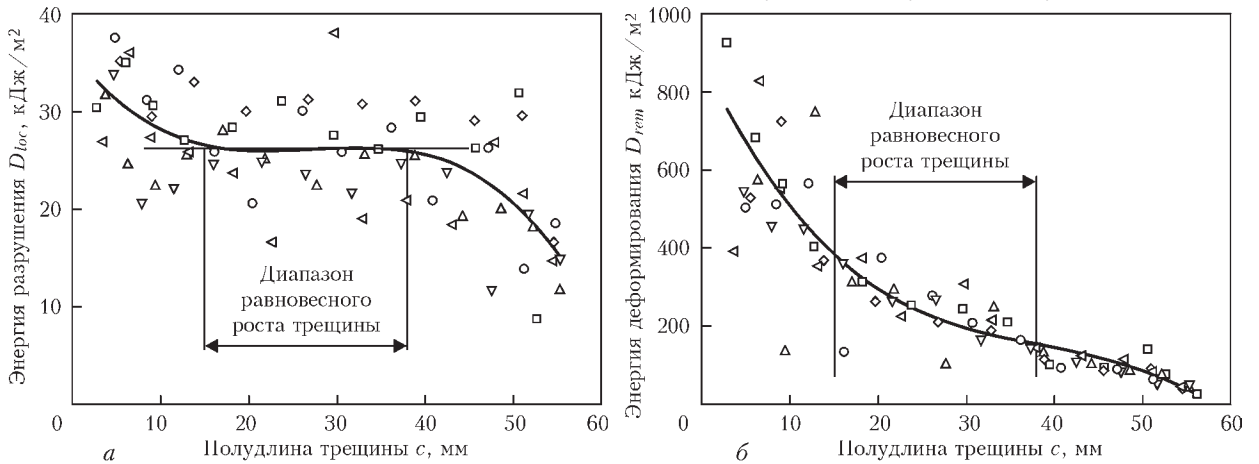 Энергия разрушения D_loc, кДж/м²
40
30
20
10
0
10
20
30
40
50
60
Диапазон
равновесного
роста трещины
Полудлина трещины c, мм
а
Энергия деформирования D_rem, кДж/м²
1000
800
600
400
200
0
10
20
30
40
50
60
Диапазон
равновесного
роста трещины
Полудлина трещины c, мм
б